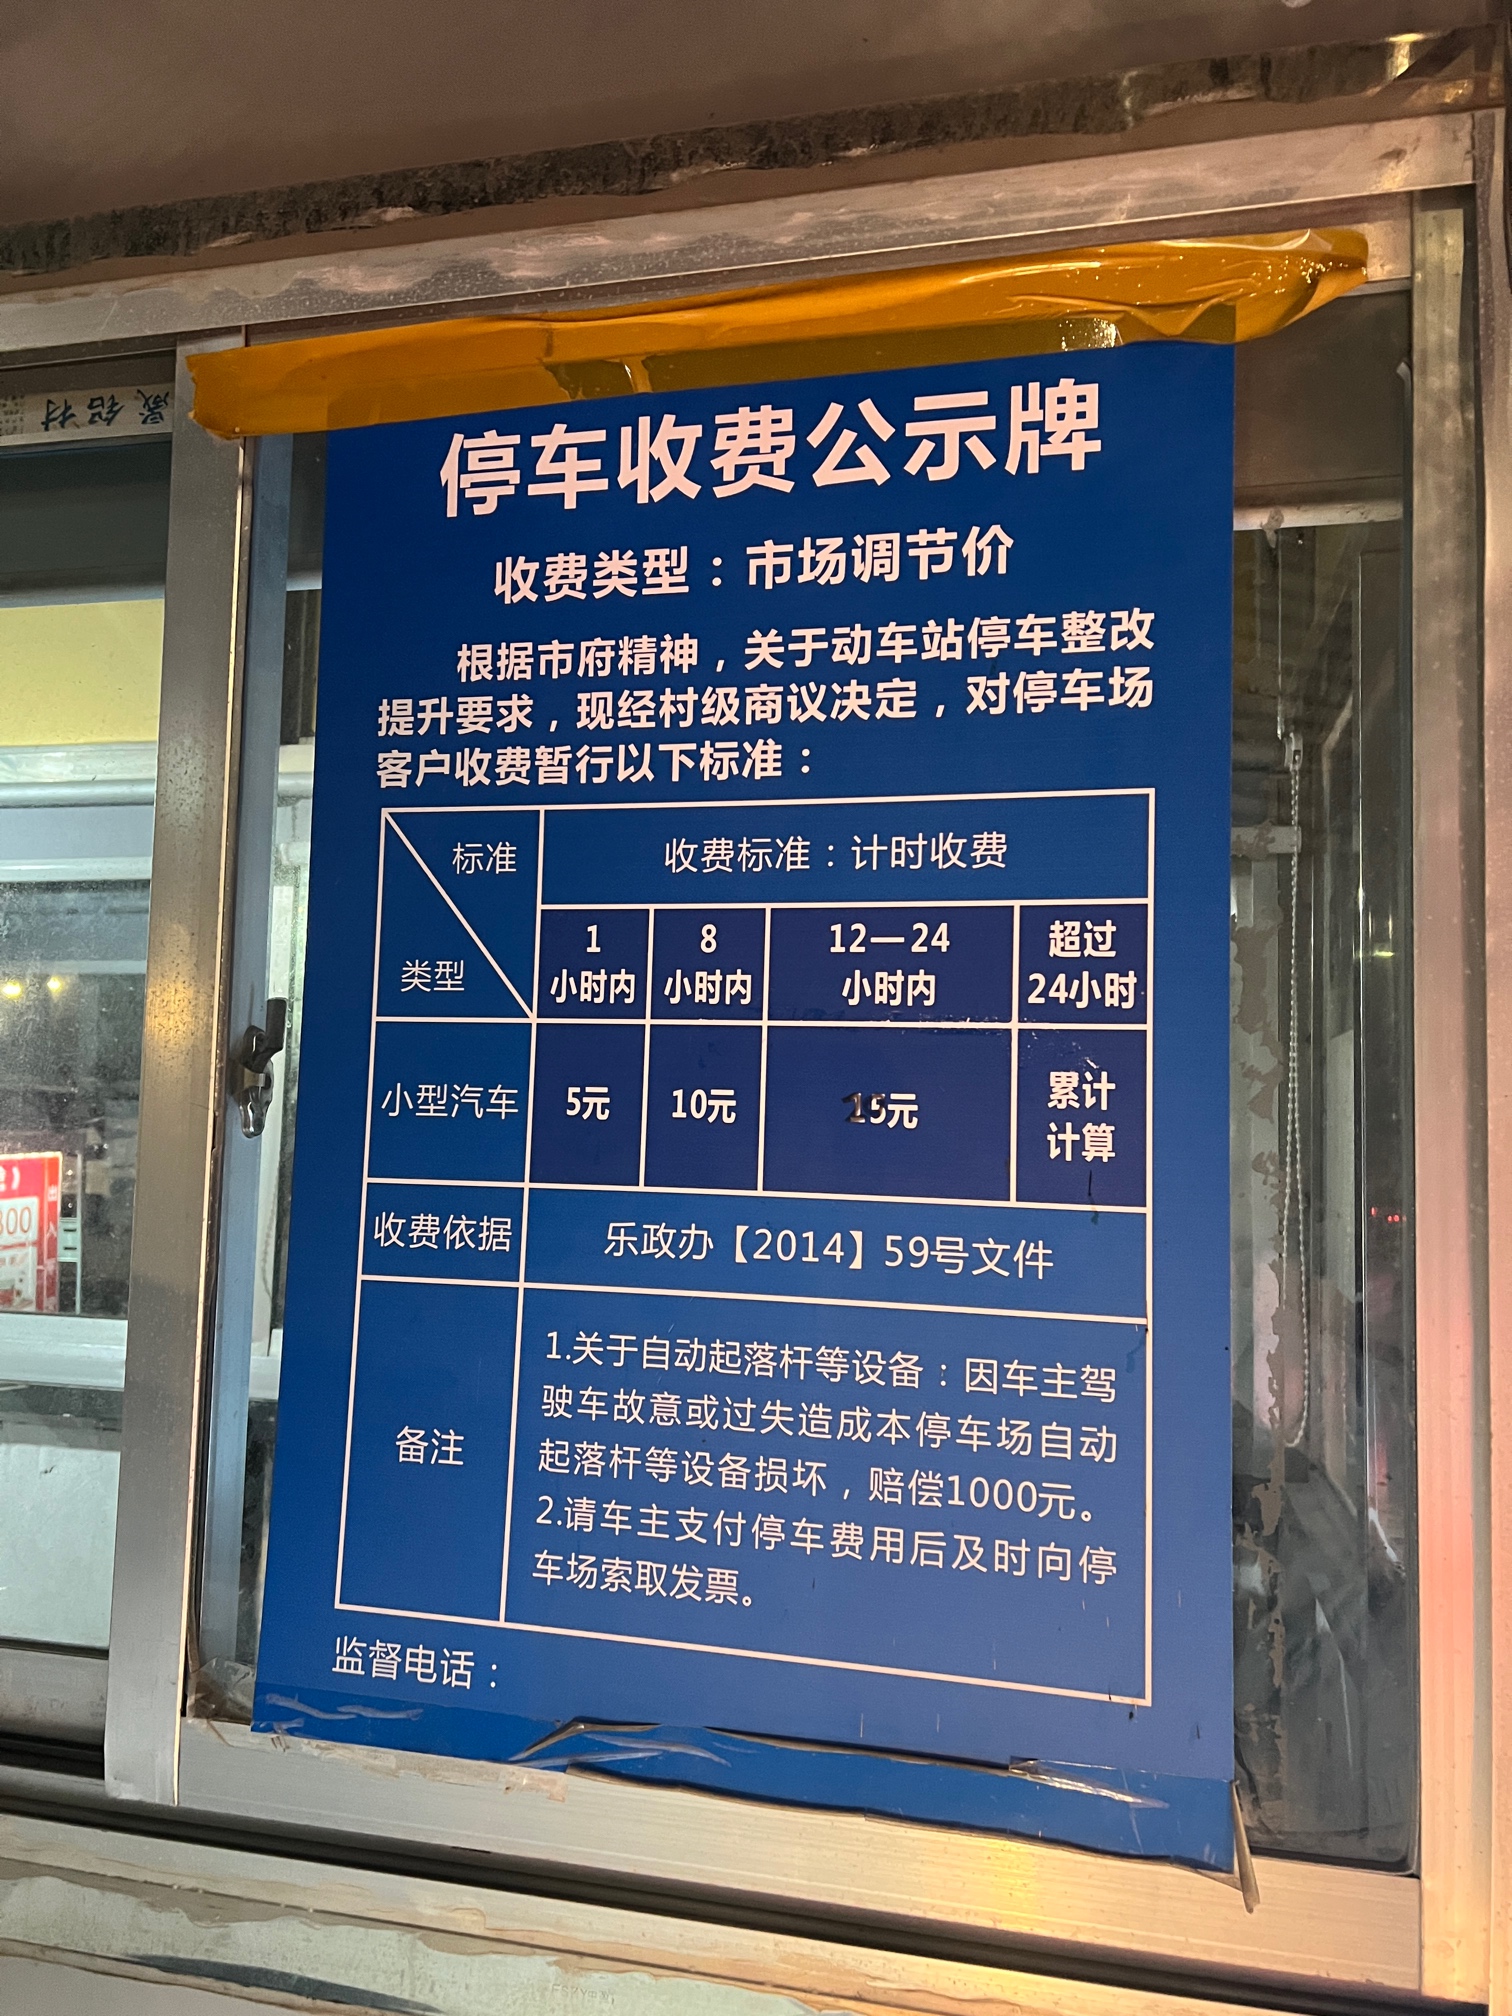 停车收费公示牌
收费类型：市场调节价
根据市府精神，关于动车站停车整改
提升要求，现经村级商议决定，对停车场
客户收费暂行以下标准：
标准
类型
收费标准：计时收费
1
小时内
8
小时内
12—24
小时内
超过
24小时
小型汽车
5元
10元
5元
累计
计算
收费依据
乐政办【2014】59号文件
备注
1.关于自动起落杆等设备：因车主驾
驶车故意或过失造成本停车场自动
起落杆等设备损坏，赔偿1000元。
2.请车主支付停车费用后及时向停
车场索取发票。
监督电话：
出
入